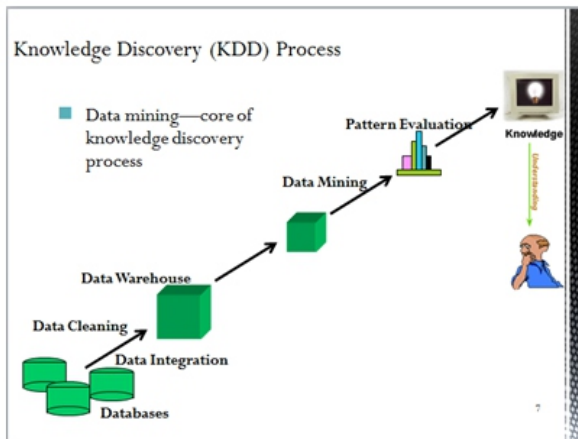 Knowledge Discovery (KDD) Process
Data mining—core of
knowledge discovery
process
Pattern Evaluation
Knowledge
Understanding
Data Mining
Data Warehouse
Data Cleaning
Data Integration
Databases
7